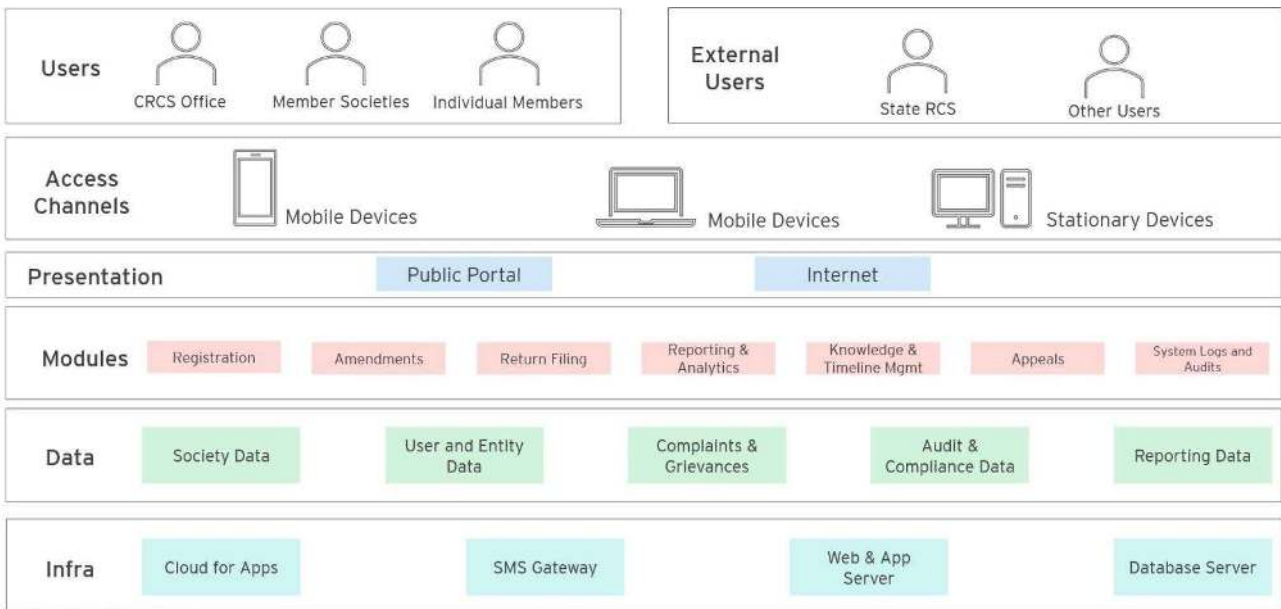 Users
CRCS Office
Member Societies
Individual Members
External
Users
State RCS
Other Users
Access
Channels
Mobile Devices
Mobile Devices
Stationary Devices
Presentation
Public Portal
Internet
Modules
Registration
Amendments
Return Filing
Reporting &
Analytics
Knowledge &
Timeline Mgmt
Appeals
System Logs and
Audits
Data
Society Data
User and Entity
Data
Complaints &
Grievances
Audit &
Compliance Data
Reporting Data
Infra
Cloud for Apps
SMS Gateway
Web & App
Server
Database Server